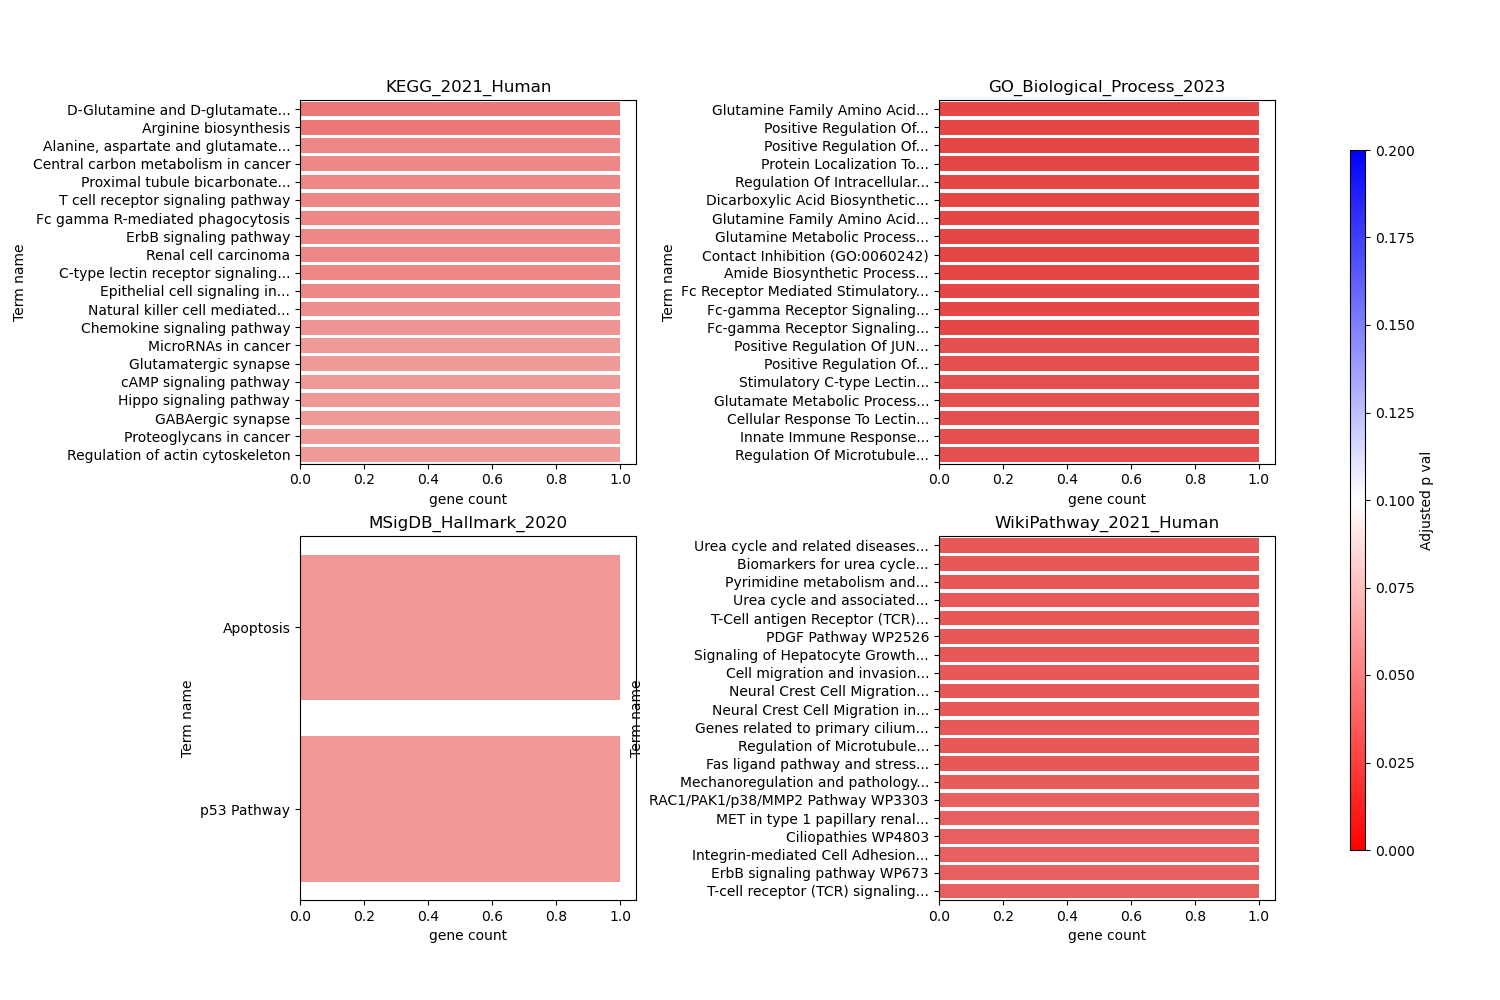 KEGG_2021_Human
D-Glutamine and D-glutamate...
Arginine biosynthesis
Alanine, aspartate and glutamate...
Central carbon metabolism in cancer
Proximal tubule bicarbonate...
T cell receptor signaling pathway
Fc gamma R-mediated phagocytosis
ErbB signaling pathway
Renal cell carcinoma
C-type lectin receptor signaling...
Epithelial cell signaling in...
Natural killer cell mediated...
Chemokine signaling pathway
MicroRNAs in cancer
Glutamatergic synapse
cAMP signaling pathway
Hippo signaling pathway
GABAergic synapse
Proteoglycans in cancer
Regulation of actin cytoskeleton
Term name
0.0 0.2 0.4 0.6 0.8 1.0
gene count
GO_Biological_Process_2023
Glutamine Family Amino Acid...
Positive Regulation Of...
Positive Regulation Of...
Protein Localization To...
Regulation Of Intracellular...
Dicarboxylic Acid Biosynthetic...
Glutamine Family Amino Acid...
Glutamine Metabolic Process...
Contact Inhibition (GO:0060242)
Amide Biosynthetic Process...
Fc Receptor Mediated Stimulatory...
Fc-gamma Receptor Signaling...
Fc-gamma Receptor Signaling...
Positive Regulation Of JUN...
Positive Regulation Of...
Stimulatory C-type Lectin...
Glutamate Metabolic Process...
Cellular Response To Lectin...
Innate Immune Response...
Regulation Of Microtubule...
Term name
0.0 0.2 0.4 0.6 0.8 1.0
gene count
MSigDB_Hallmark_2020
Apoptosis
p53 Pathway
Term name
0.0 0.2 0.4 0.6 0.8 1.0
gene count
WikiPathway_2021_Human
Urea cycle and related diseases...
Biomarkers for urea cycle...
Pyrimidine metabolism and...
Urea cycle and associated...
T-Cell antigen Receptor (TCR)...
PDGF Pathway WP2526
Signaling of Hepatocyte Growth...
Cell migration and invasion...
Neural Crest Cell Migration...
Neural Crest Cell Migration in...
Genes related to primary cilium...
Regulation of Microtubule...
Fas ligand pathway and stress...
Mechanoregulation and pathology...
RAC1/PAK1/p38/MMP2 Pathway WP3303
MET in type 1 papillary renal...
Ciliopathies WP4803
Integrin-mediated Cell Adhesion...
ErbB signaling pathway WP673
T-cell receptor (TCR) signaling...
Term name
0.0 0.2 0.4 0.6 0.8 1.0
gene count
0.200
0.175
0.150
0.125
0.100
0.075
0.050
0.025
0.000
Adjusted p val